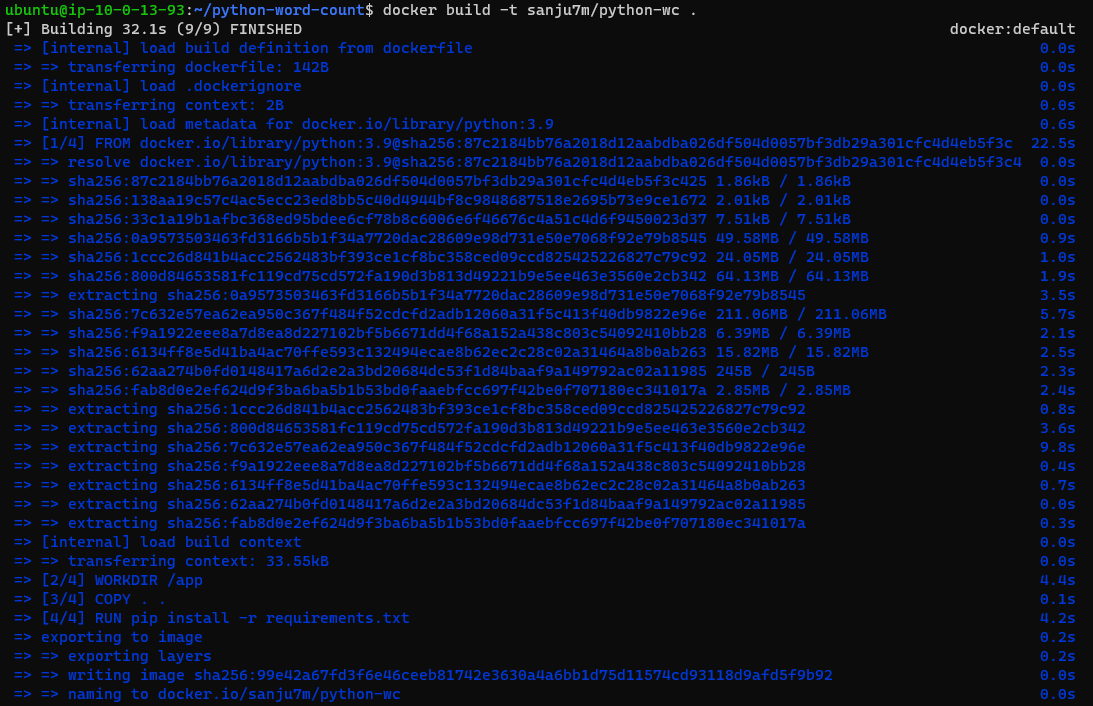 ubuntu@ip-10-0-13-93:~/python-word-count$ docker build -t sanju7m/python-wc .
[+] Building 32.1s (9/9) FINISHED docker:default
=> [internal] load build definition from dockerfile 0.0s
=> => transferring dockerfile: 142B 0.0s
=> [internal] load .dockerignore 0.0s
=> => transferring context: 2B 0.0s
=> [internal] load metadata for docker.io/library/python:3.9 0.6s
=> [1/4] FROM docker.io/library/python:3.9@sha256:87c2184bb76a2018d12aabdba026df504d0057bf3db29a301cfc4d4eb5f3c 22.5s
=> => resolve docker.io/library/python:3.9@sha256:87c2184bb76a2018d12aabdba026df504d0057bf3db29a301cfc4d4eb5f3c4 0.0s
=> => sha256:87c2184bb76a2018d12aabdba026df504d0057bf3db29a301cfc4d4eb5f3c425 1.86kB / 1.86kB 0.0s
=> => sha256:138aa19c57c4ac5ecc23ed8bb5c40d4944bf8c9848687518e2695b73e9ce1672 2.01kB / 2.01kB 0.0s
=> => sha256:33c1a19b1afbc368ed95bdee6cf78b8c6006e6f46676c4a51c4d6f9450023d37 7.51kB / 7.51kB 0.0s
=> => sha256:0a9573503463fd3166b5b1f34a7720dac28609e98d731e50e7068f92e79b8545 49.58MB / 49.58MB 0.9s
=> => sha256:1ccc26d841b4acc2562483bf393ce1cf8bc358ced09ccd825425226827c79c92 24.05MB / 24.05MB 1.0s
=> => sha256:800d84653581fc119cd75cd572fa190d3b813d49221b9e5ee463e3560e2cb342 64.13MB / 64.13MB 1.9s
=> => extracting sha256:0a9573503463fd3166b5b1f34a7720dac28609e98d731e50e7068f92e79b8545 3.5s
=> => sha256:7c632e57ea62ea950c367f484f52cdcfd2adb12060a31f5c413f40db9822e96e 211.06MB / 211.06MB 5.7s
=> => sha256:f9a1922eee8a7d8ea8d227102bf5b6671dd4f68a152a438c803c54092410bb28 6.39MB / 6.39MB 2.1s
=> => sha256:6134ff8e5d41ba4ac70ffe593c132494ecae8b62ec2c28c02a31464a8b0ab263 15.82MB / 15.82MB 2.5s
=> => sha256:62aa274b0fd0148417a6d2e2a3bd20684dc53f1d84baaf9a149792ac02a11985 245B / 245B 2.3s
=> => sha256:fab8d0e2ef624d9f3ba6ba5b1b53bd0faaebfcc697f42be0f707180ec341017a 2.85MB / 2.85MB 2.4s
=> => extracting sha256:1ccc26d841b4acc2562483bf393ce1cf8bc358ced09ccd825425226827c79c92 0.8s
=> => extracting sha256:800d84653581fc119cd75cd572fa190d3b813d49221b9e5ee463e3560e2cb342 3.6s
=> => extracting sha256:7c632e57ea62ea950c367f484f52cdcfd2adb12060a31f5c413f40db9822e96e 9.8s
=> => extracting sha256:f9a1922eee8a7d8ea8d227102bf5b6671dd4f68a152a438c803c54092410bb28 0.4s
=> => extracting sha256:6134ff8e5d41ba4ac70ffe593c132494ecae8b62ec2c28c02a31464a8b0ab263 0.7s
=> => extracting sha256:62aa274b0fd0148417a6d2e2a3bd20684dc53f1d84baaf9a149792ac02a11985 0.0s
=> => extracting sha256:fab8d0e2ef624d9f3ba6ba5b1b53bd0faaebfcc697f42be0f707180ec341017a 0.3s
=> [internal] load build context 0.0s
=> => transferring context: 33.55kB 0.0s
=> [2/4] WORKDIR /app 4.4s
=> [3/4] COPY . . 0.1s
=> [4/4] RUN pip install -r requirements.txt 4.2s
=> exporting to image 0.2s
=> => exporting layers 0.2s
=> => writing image sha256:99e42a67fd3f6e46ceeb81742e3630a4a6bb1d75d11574cd93118d9afd5f9b92 0.0s
=> => naming to docker.io/sanju7m/python-wc 0.0s